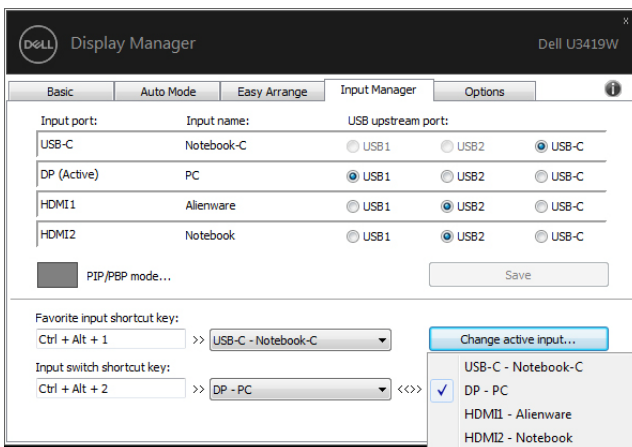 x
DELL Display Manager Dell U3419W
Basic Auto Mode Easy Arrange Input Manager Options i
Input port: Input name: USB upstream port:
USB-C Notebook-C USB1 USB2 USB-C
DP (Active) PC USB1 USB2 USB-C
HDMI1 Alienware USB1 USB2 USB-C
HDMI2 Notebook USB1 USB2 USB-C
PIP/PBP mode... Save
Favorite input shortcut key:
Ctrl + Alt + 1 >> USB-C - Notebook-C Change active input...
Input switch shortcut key:
Ctrl + Alt + 2 >> DP - PC <<>>
USB-C - Notebook-C
DP - PC
HDMI1 - Alienware
HDMI2 - Notebook